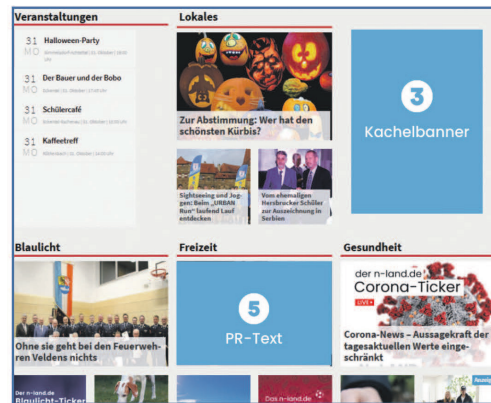 Veranstaltungen
31
MO
Halloween-Party
31
MO
Der Bauer und der Bobo
31
MO
Schülercafé
31
MO
Kaffeetreff
Lokales
Zur Abstimmung: Wer hat den
schönsten Kürbis?
Sightseeing und Jog-
gen: Beim „URBAN
Run" laufend Lauf
entdecken
Vom ehemaligen
Hersbrucker Schüler
zur Auszeichnung in
Serbien
3
Kachelbanner
Blaulicht
Ohne sie geht bei den Feuerweh-
ren Veldens nichts
Freizeit
5
PR-Text
Gesundheit
der n-land.de
Corona-Ticker
LIVE
Corona-News – Aussagekraft der
tagesaktuellen Werte einge-
schränkt
Der n-land.de
Blaulicht-Ticker
Das n-land.de
Anzeige